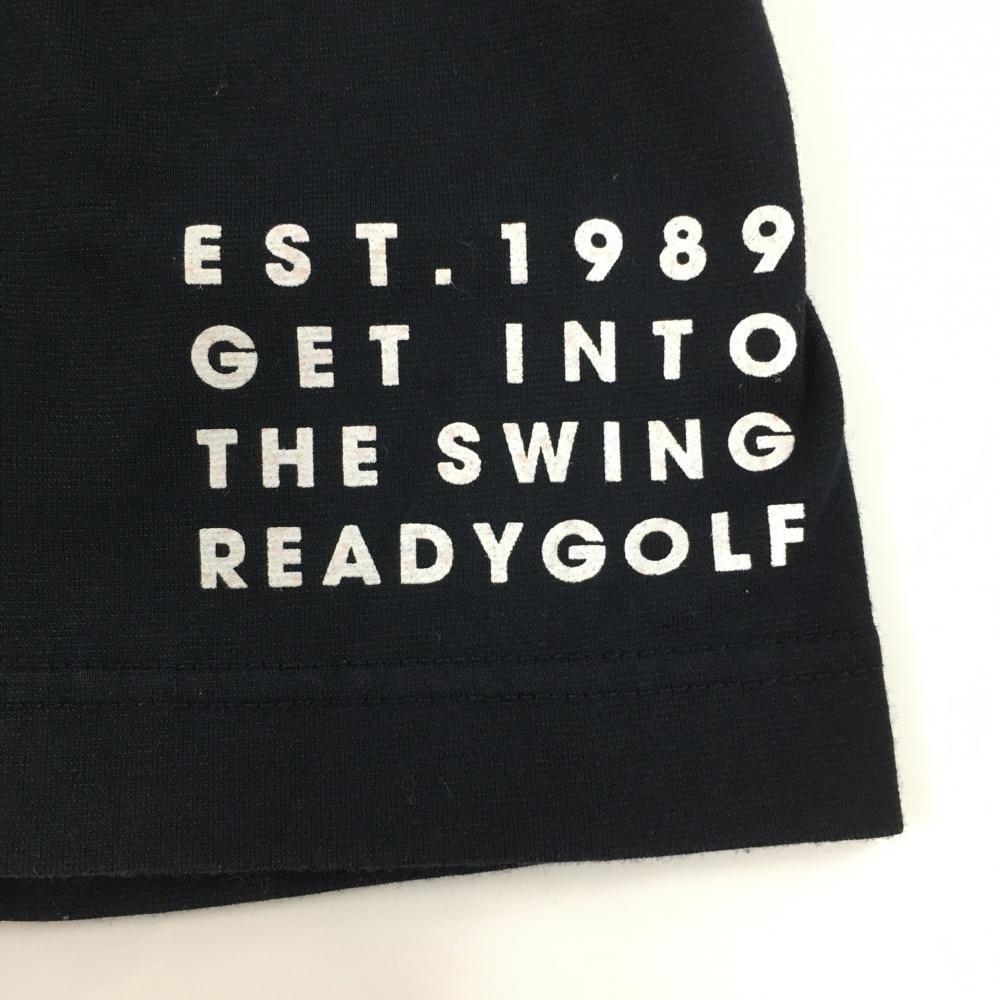 EST.1989
GET INTO
THE SWING
READYGOLF